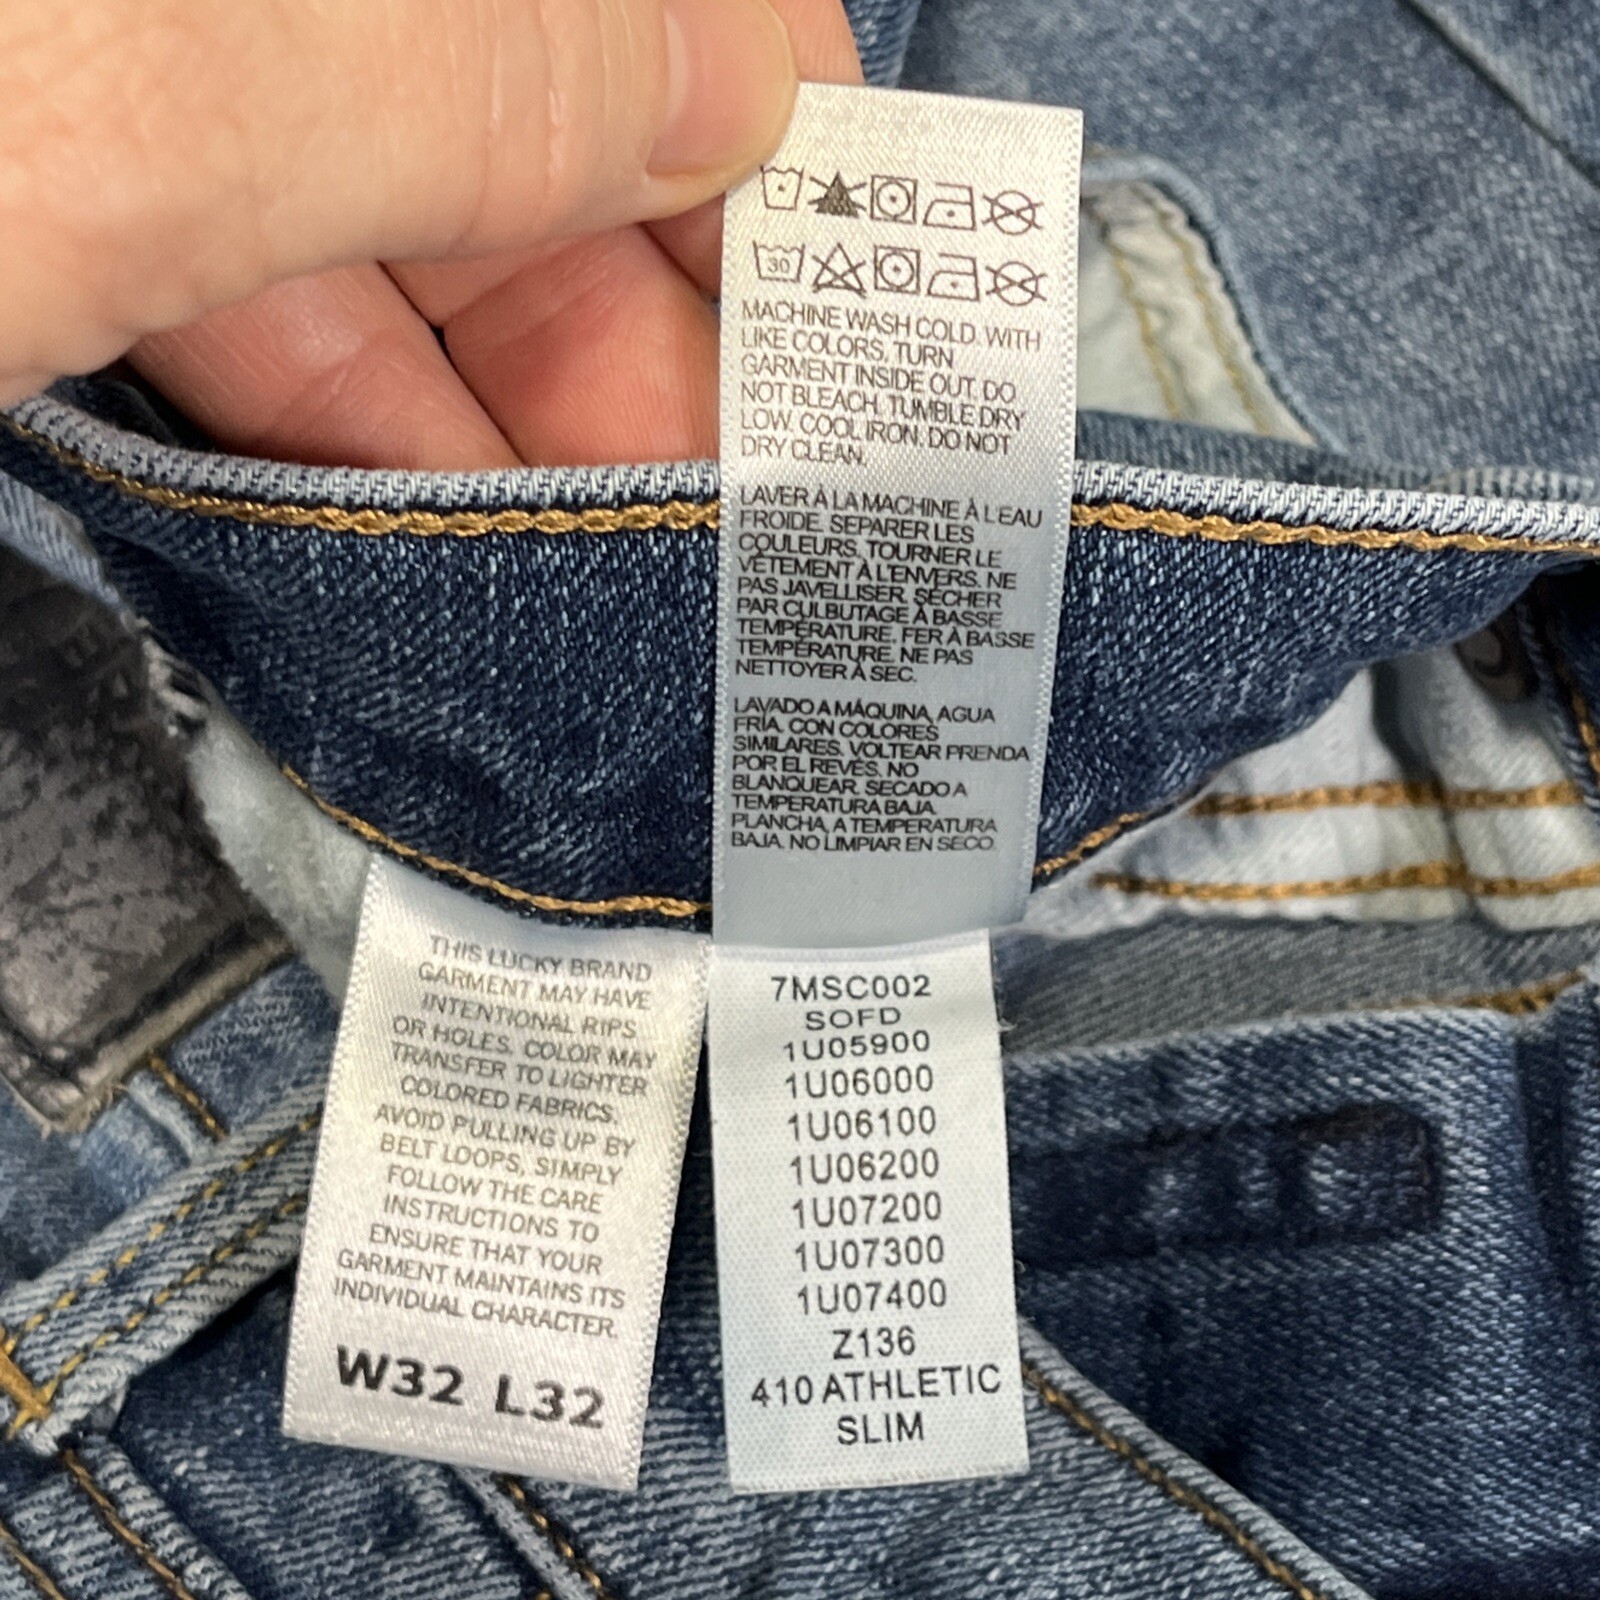 30
MACHINE WASH COLD. WITH
LIKE COLORS. TURN
GARMENT INSIDE OUT. DO
NOT BLEACH. TUMBLE DRY
LOW. COOL IRON. DO NOT
DRY CLEAN.
LAVER À LA MACHINE À L'EAU
FROIDE. SEPARER LES
COULEURS. TOURNER LE
VÊTEMENT À L'ENVERS. NE
PAS JAVELLISER. SÉCHER
PAR CULBUTAGE À BASSE
TEMPÉRATURE. FER À BASSE
TEMPÉRATURE. NE PAS
NETTOYER À SEC.
LAVADO A MÁQUINA, AGUA
FRÍA. CON COLORES
SIMILARES. VOLTEAR PRENDA
POR EL REVÉS. NO
BLANQUEAR. SECADO A
TEMPERATURA BAJA.
PLANCHA, A TEMPERATURA
BAJA. NO LIMPIAR EN SECO.
THIS LUCKY BRAND
GARMENT MAY HAVE
INTENTIONAL RIPS
OR HOLES. COLOR MAY
TRANSFER TO LIGHTER
COLORED FABRICS.
AVOID PULLING UP BY
BELT LOOPS, SIMPLY
FOLLOW THE CARE
INSTRUCTIONS TO
ENSURE THAT YOUR
GARMENT MAINTAINS ITS
INDIVIDUAL CHARACTER.
W32 L32
7MSC002
SOFD
1U05900
1U06000
1U06100
1U06200
1U07200
1U07300
1U07400
Z136
410 ATHLETIC
SLIM